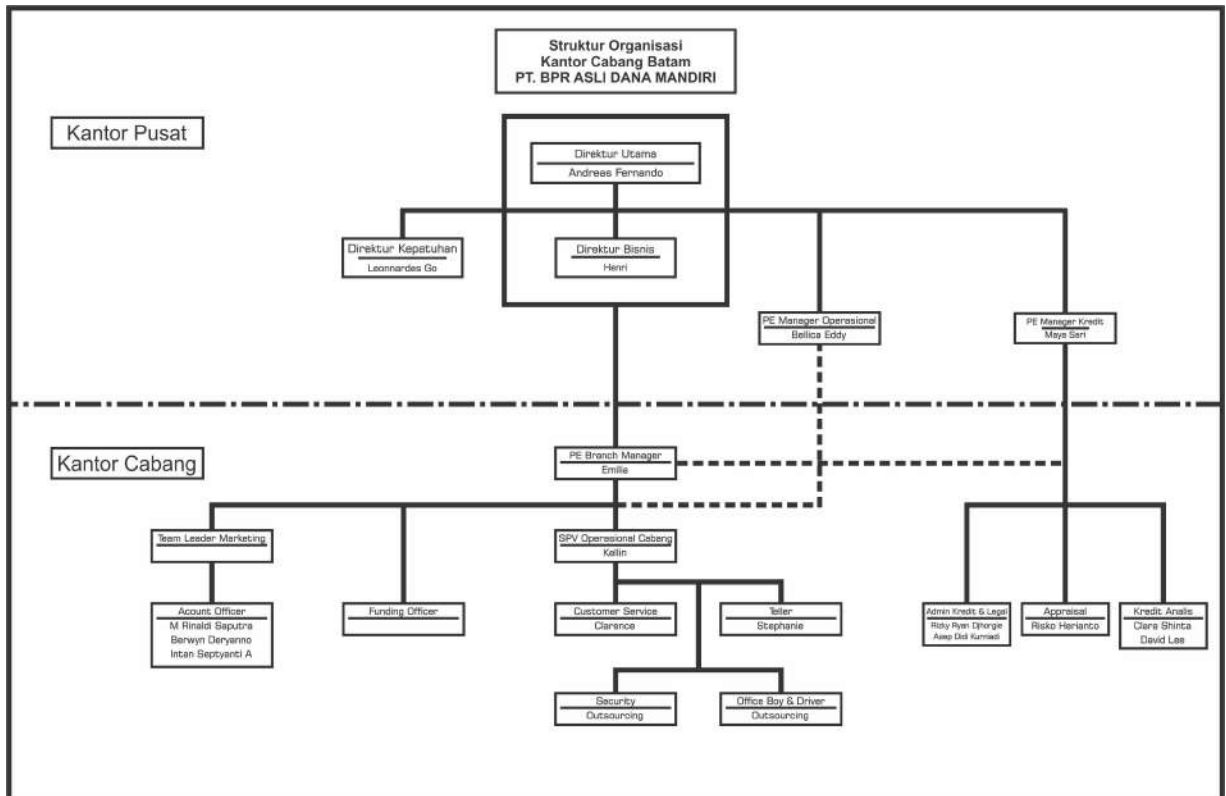 Struktur Organisasi
Kantor Cabang Batam
PT. BPR ASLI DANA MANDIRI
Kantor Pusat
Direktur Utama
Andreas Fernando
Direktur Kepatuhan
Leonnardes Go
Direktur Bisnis
Henri
PE Manager Operasional
Bellica Eddy
PE Manager Kredit
Maya Sari
Kantor Cabang
PE Branch Manager
Emilia
Team Leader Marketing
SPV Operasional Cabang
Kallin
Acount Officer
M Rinaldi Saputra
Berwyn Deryanno
Intan Septyanti A
Funding Officer
Customer Service
Clarence
Teller
Stephanie
Admin Kredit & Legal
Rizky Ryan Djhorgie
Asep Didi Kurniadi
Appraisal
Risko Herianto
Kredit Analis
Clara Shinta
David Lee
Security
Outsourcing
Office Boy & Driver
Outsourcing